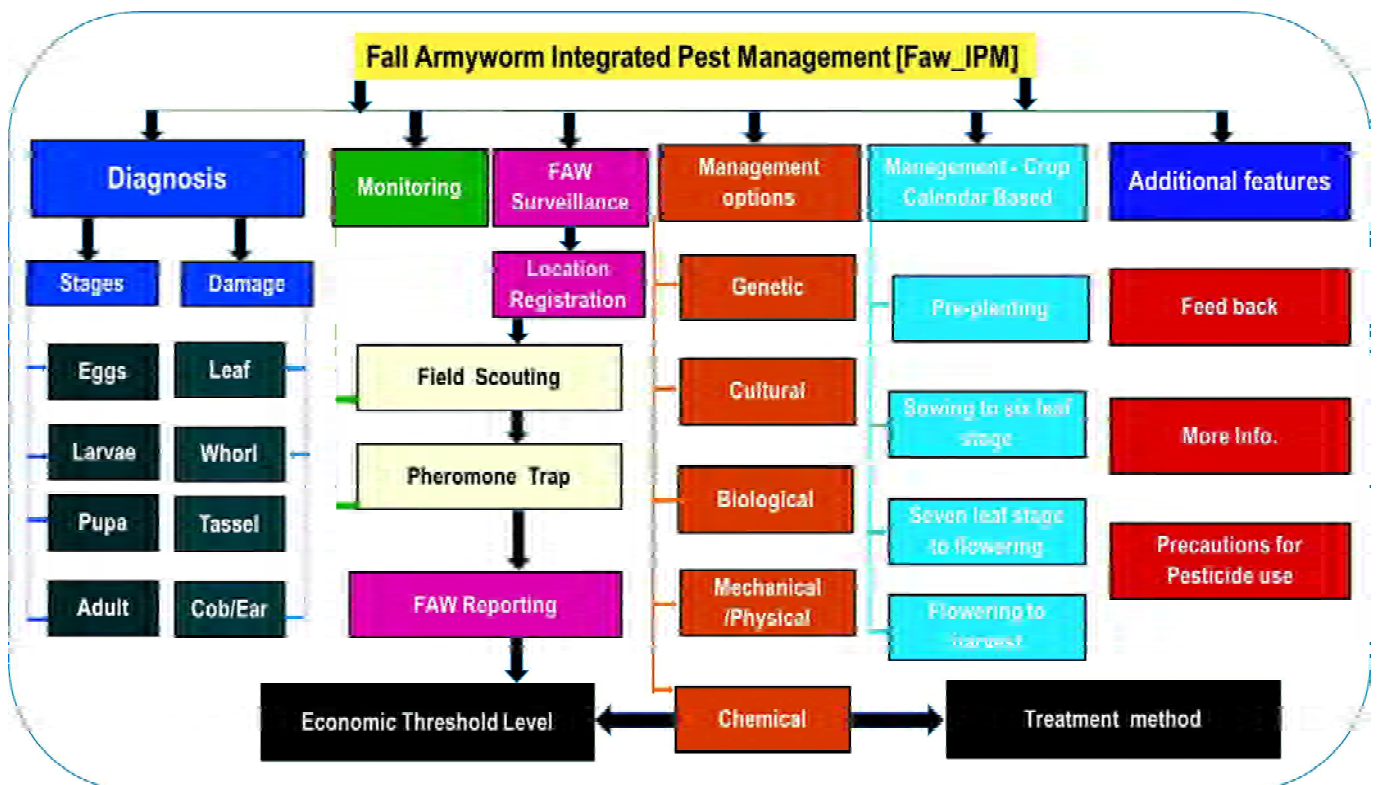 Fall Armyworm Integrated Pest Management [Faw_IPM]
Diagnosis
Monitoring
FAW
Surveillance
Management
options
Management - Crop
Calendar Based
Additional features
Stages
Damage
Location
Registration
Genetic
Pre-planting
Feed back
Eggs
Leaf
Field Scouting
Cultural
Sowing to six leaf
stage
More Info.
Larvae
Whorl
Pheromone Trap
Biological
Seven leaf stage
to flowering
Pupa
Tassel
Precautions for
Pesticide use
Adult
Cob/Ear
FAW Reporting
Mechanical
/Physical
Flowering to
harvest
Economic Threshold Level
Chemical
Treatment method